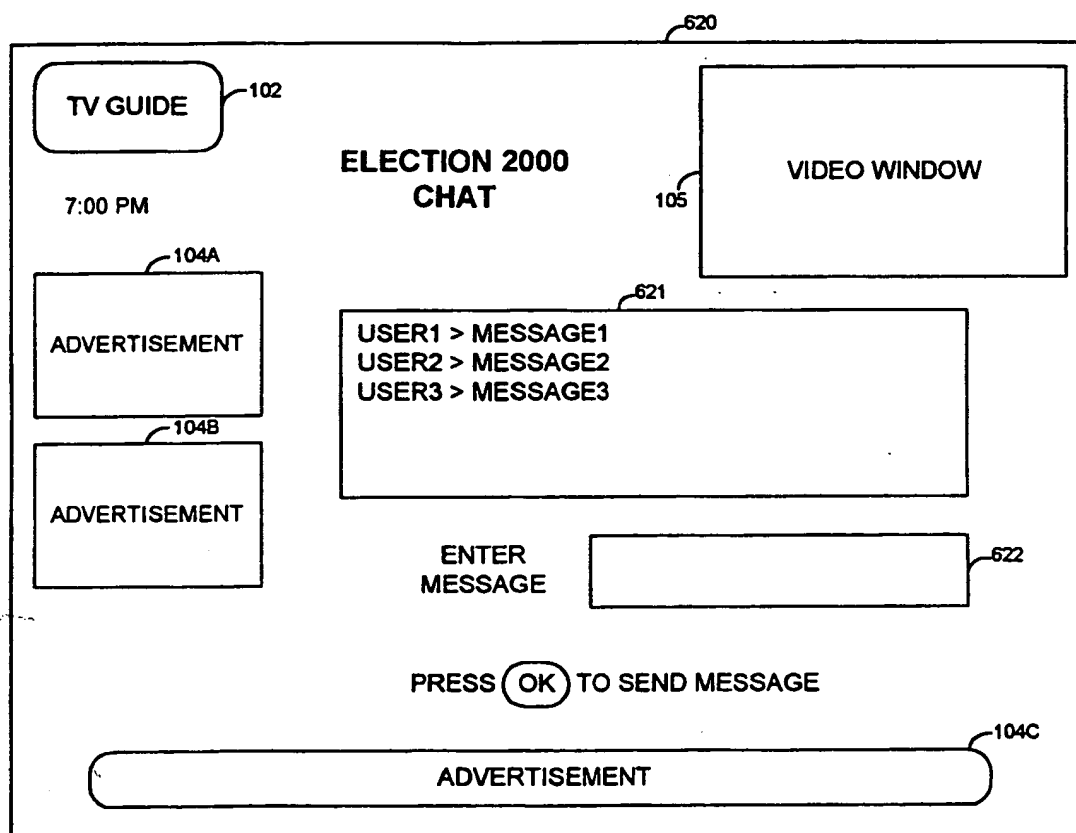 620
TV GUIDE
102
ELECTION 2000
CHAT
VIDEO WINDOW
105
7:00 PM
104A
ADVERTISEMENT
621
USER1 > MESSAGE1
USER2 > MESSAGE2
USER3 > MESSAGE3
104B
ADVERTISEMENT
ENTER
MESSAGE
622
PRESS OK TO SEND MESSAGE
104C
ADVERTISEMENT